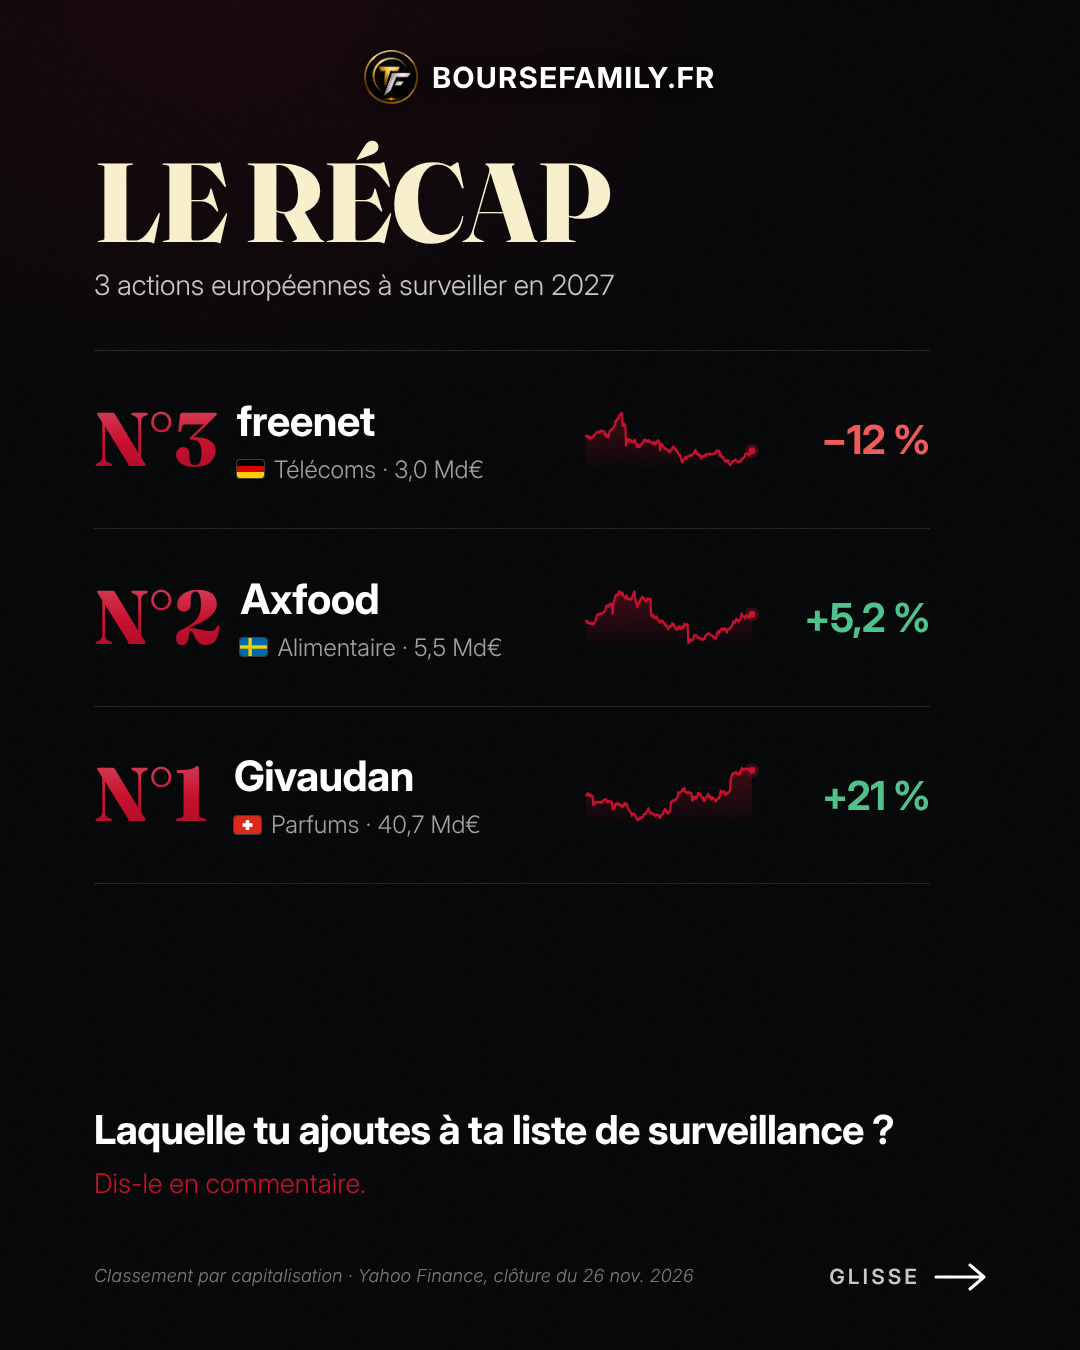 TF BOURSEFAMILY.FR
LE RÉCAP
3 actions européennes à surveiller en 2027
N°3 freenet −12 %
Télécoms · 3,0 Md€
N°2 Axfood +5,2 %
Alimentaire · 5,5 Md€
N°1 Givaudan +21 %
Parfums · 40,7 Md€
Laquelle tu ajoutes à ta liste de surveillance ?
Dis-le en commentaire.
Classement par capitalisation · Yahoo Finance, clôture du 26 nov. 2026
GLISSE